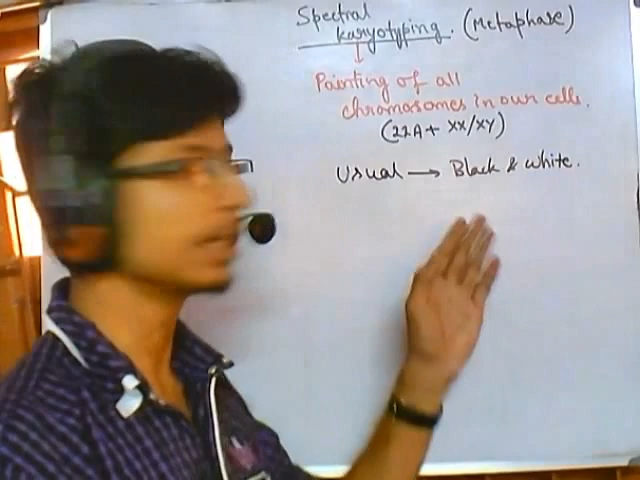 Spectral
karyotyping. (Metaphase)
Painting of all
chromosomes in our cells.
(22A + XX/XY)
Usual → Black & White.